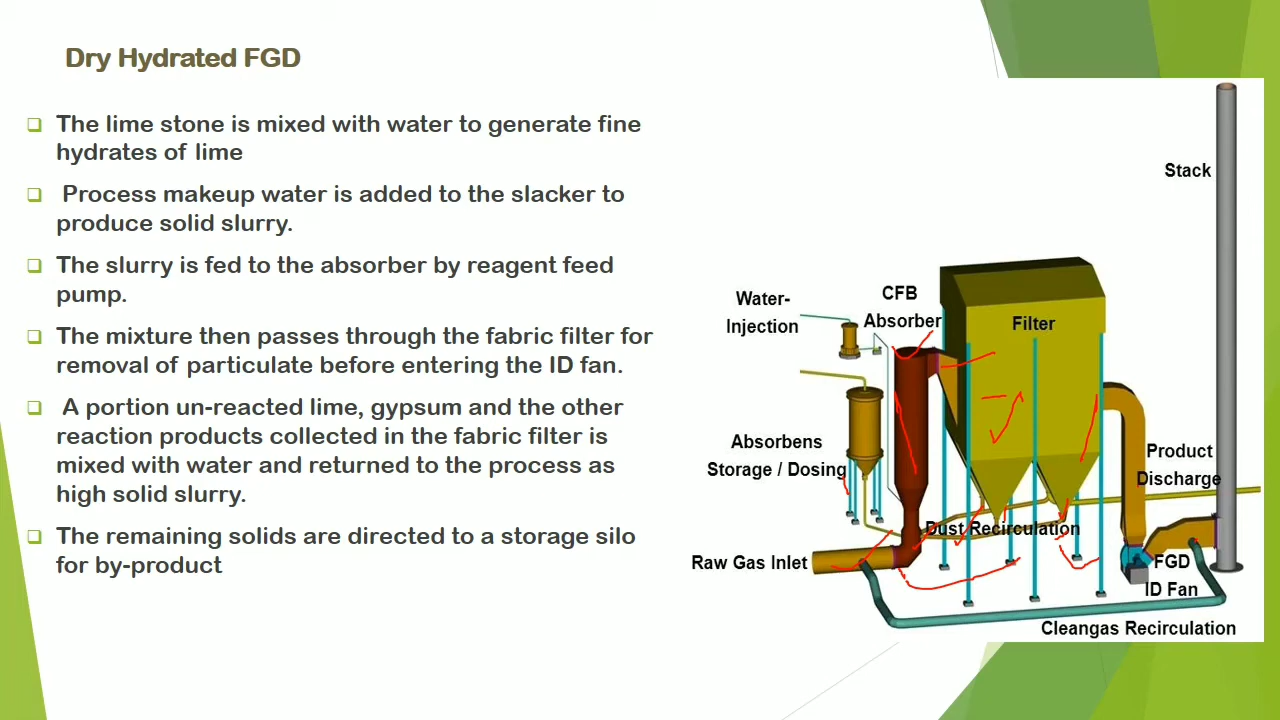 Dry Hydrated FGD
The lime stone is mixed with water to generate fine
hydrates of lime
Process makeup water is added to the slacker to
produce solid slurry.
The slurry is fed to the absorber by reagent feed
pump.
The mixture then passes through the fabric filter for
removal of particulate before entering the ID fan.
A portion un-reacted lime, gypsum and the other
reaction products collected in the fabric filter is
mixed with water and returned to the process as
high solid slurry.
The remaining solids are directed to a storage silo
for by-product
Stack
Water-
Injection
CFB
Absorber
Filter
Absorbens
Storage / Dosing
Product
Discharge
Dust Recirculation
Raw Gas Inlet
FGD
ID Fan
Cleangas Recirculation